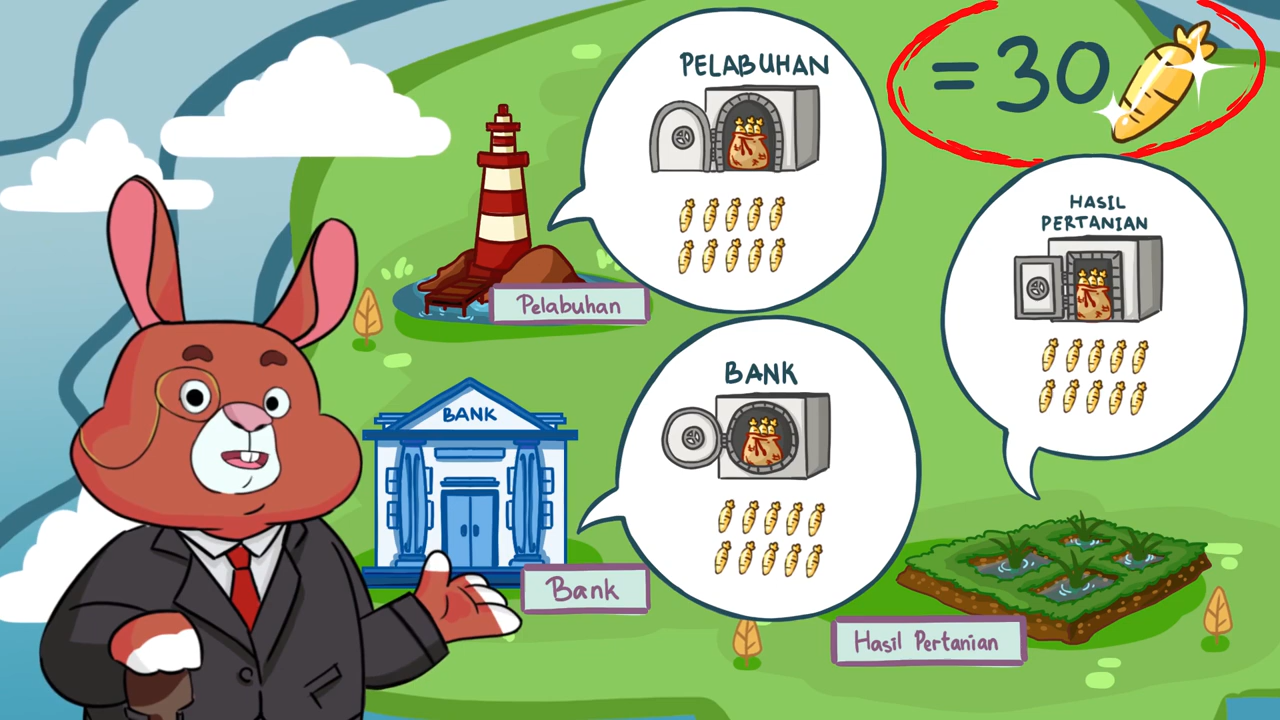 PELABUHAN
= 30
HASIL
PERTANIAN
Pelabuhan
BANK
BANK
Bank
Hasil Pertanian